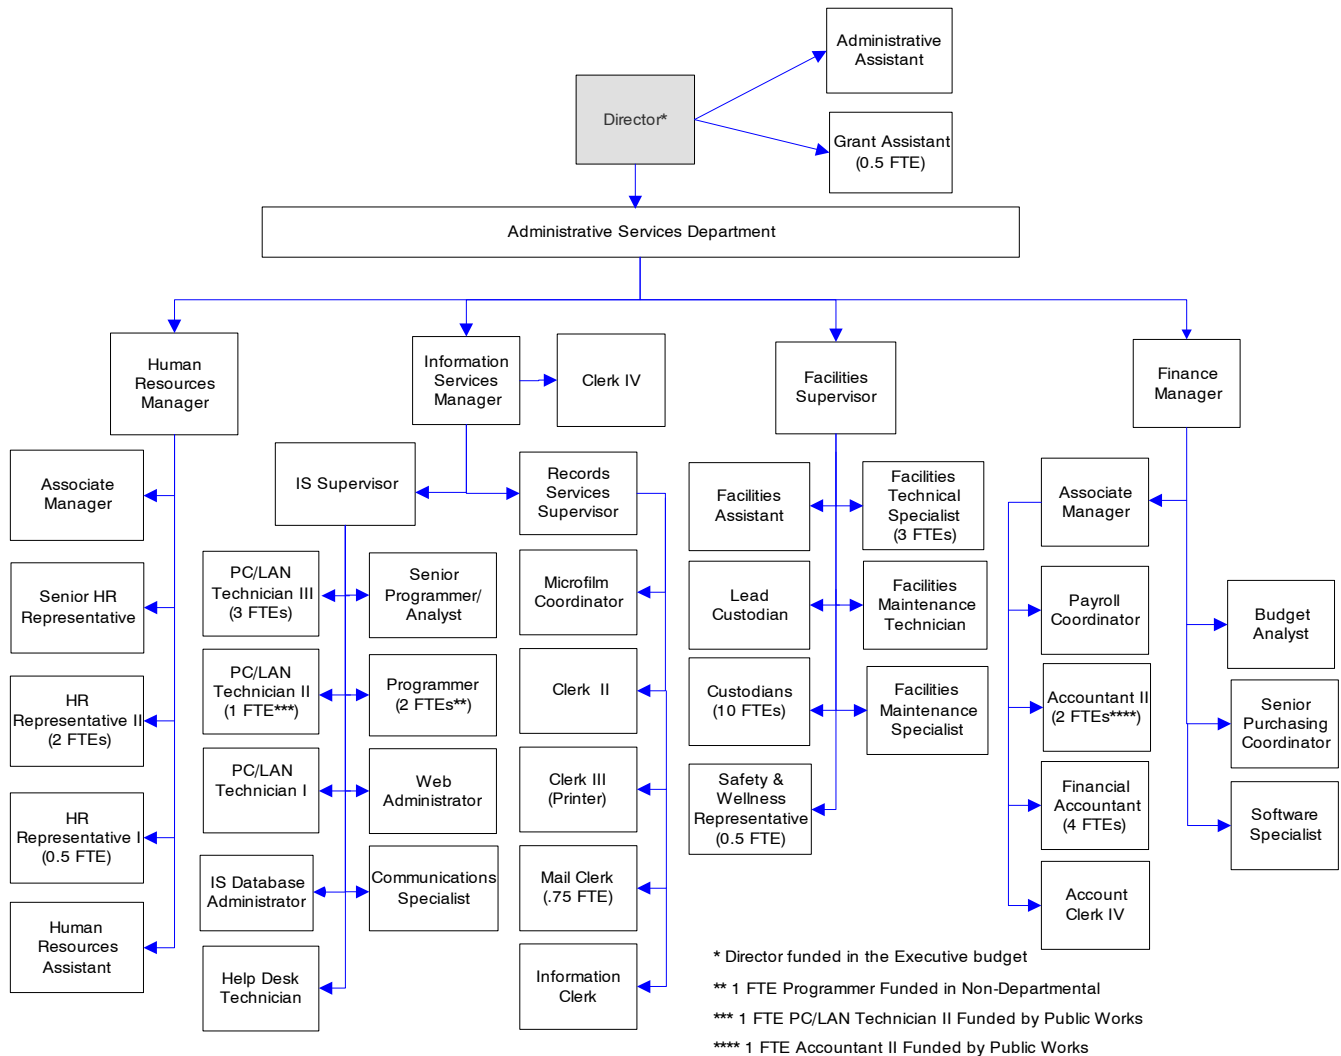 Administrative
Assistant
Director*
Grant Assistant
(0.5 FTE)
Administrative Services Department
Human
Resources
Manager
Information
Services
Manager
Clerk IV
Facilities
Supervisor
Finance
Manager
Associate
Manager
Senior HR
Representative
HR
Representative II
(2 FTEs)
HR
Representative I
(0.5 FTE)
Human
Resources
Assistant
IS Supervisor
PC/LAN
Technician III
(3 FTEs)
Senior
Programmer/
Analyst
PC/LAN
Technician II
(1 FTE***)
Programmer
(2 FTEs**)
PC/LAN
Technician I
Web
Administrator
IS Database
Administrator
Communications
Specialist
Help Desk
Technician
Records
Services
Supervisor
Microfilm
Coordinator
Clerk II
Clerk III
(Printer)
Mail Clerk
(.75 FTE)
Information
Clerk
Facilities
Assistant
Facilities
Technical
Specialist
(3 FTEs)
Lead
Custodian
Facilities
Maintenance
Technician
Custodians
(10 FTEs)
Facilities
Maintenance
Specialist
Safety &
Wellness
Representative
(0.5 FTE)
Associate
Manager
Payroll
Coordinator
Accountant II
(2 FTEs****)
Financial
Accountant
(4 FTEs)
Account
Clerk IV
Budget
Analyst
Senior
Purchasing
Coordinator
Software
Specialist
* Director funded in the Executive budget
** 1 FTE Programmer Funded in Non-Departmental
*** 1 FTE PC/LAN Technician II Funded by Public Works
**** 1 FTE Accountant II Funded by Public Works